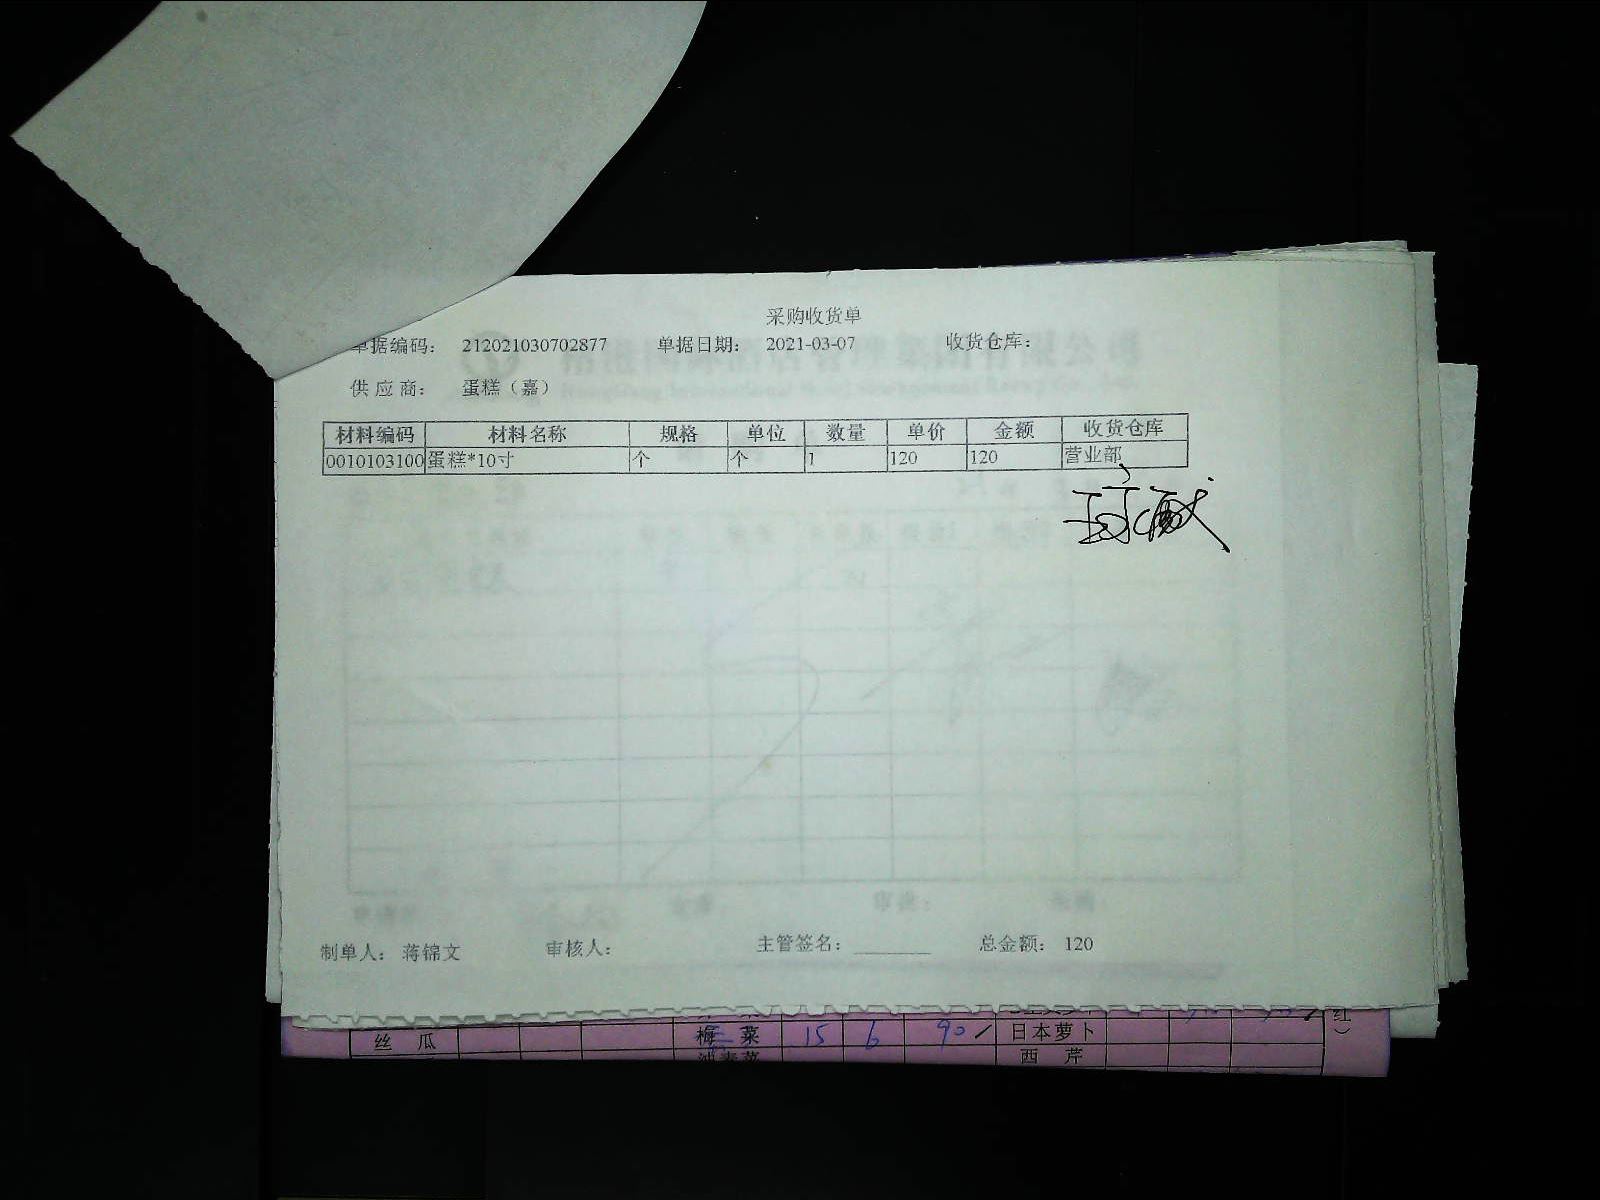 采购收货单
单据编码： 212021030702877 单据日期： 2021-03-07 收货仓库：
供应商： 蛋糕（嘉）
材料编码 材料名称 规格 单位 数量 单价 金额 收货仓库
0010103100 蛋糕*10寸 个 个 1 120 120 营业部
制单人： 蒋锦文 审核人： 主管签名： 总金额： 120
丝瓜 梅菜 15 6 90 日本萝卜
西芹